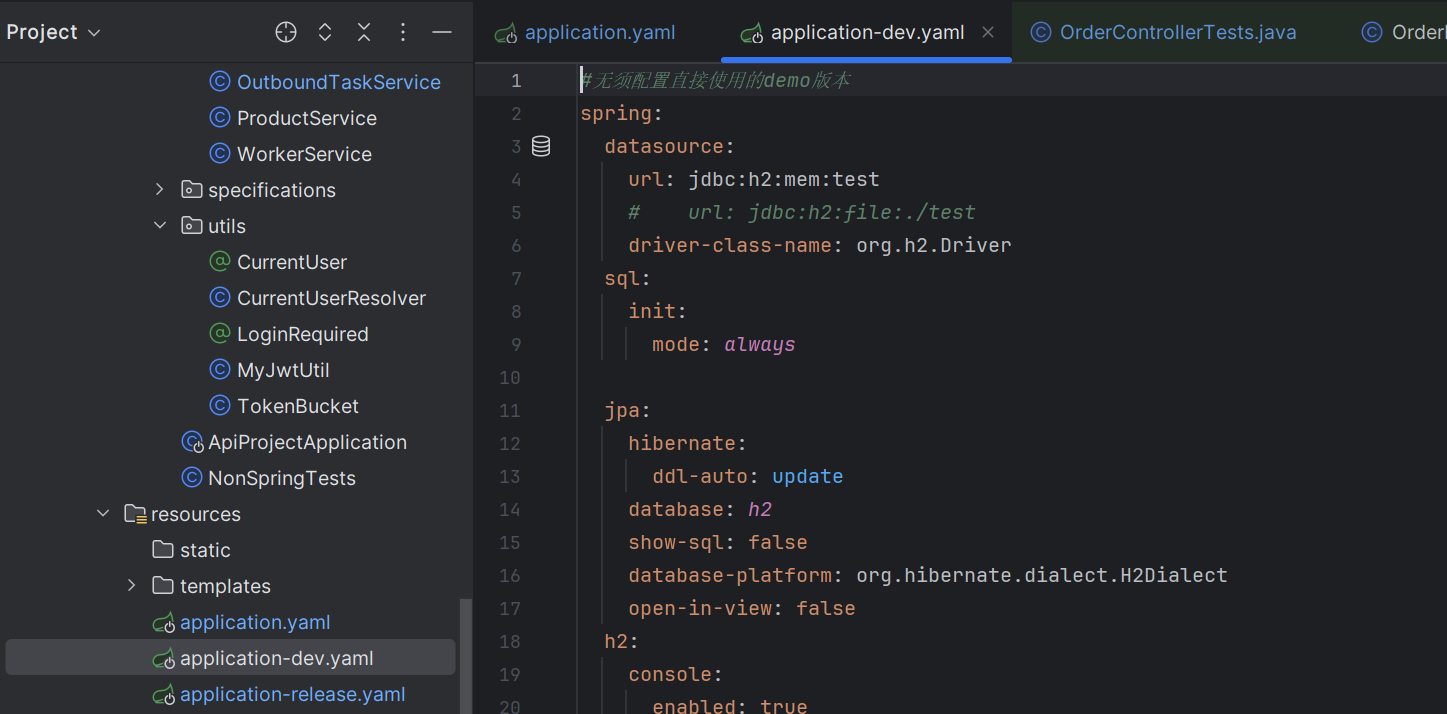 Project
OutboundTaskService
ProductService
WorkerService
specifications
utils
CurrentUser
CurrentUserResolver
LoginRequired
MyJwtUtil
TokenBucket
ApiProjectApplication
NonSpringTests
resources
static
templates
application.yaml
application-dev.yaml
application-release.yaml
application.yaml
application-dev.yaml
OrderControllerTests.java
Order
1 #无须配置直接使用的demo版本
2 spring:
3 datasource:
4 url: jdbc:h2:mem:test
5 #    url: jdbc:h2:file:./test
6 driver-class-name: org.h2.Driver
7 sql:
8 init:
9 mode: always
10
11 jpa:
12 hibernate:
13 ddl-auto: update
14 database: h2
15 show-sql: false
16 database-platform: org.hibernate.dialect.H2Dialect
17 open-in-view: false
18 h2:
19 console:
20 enabled: true